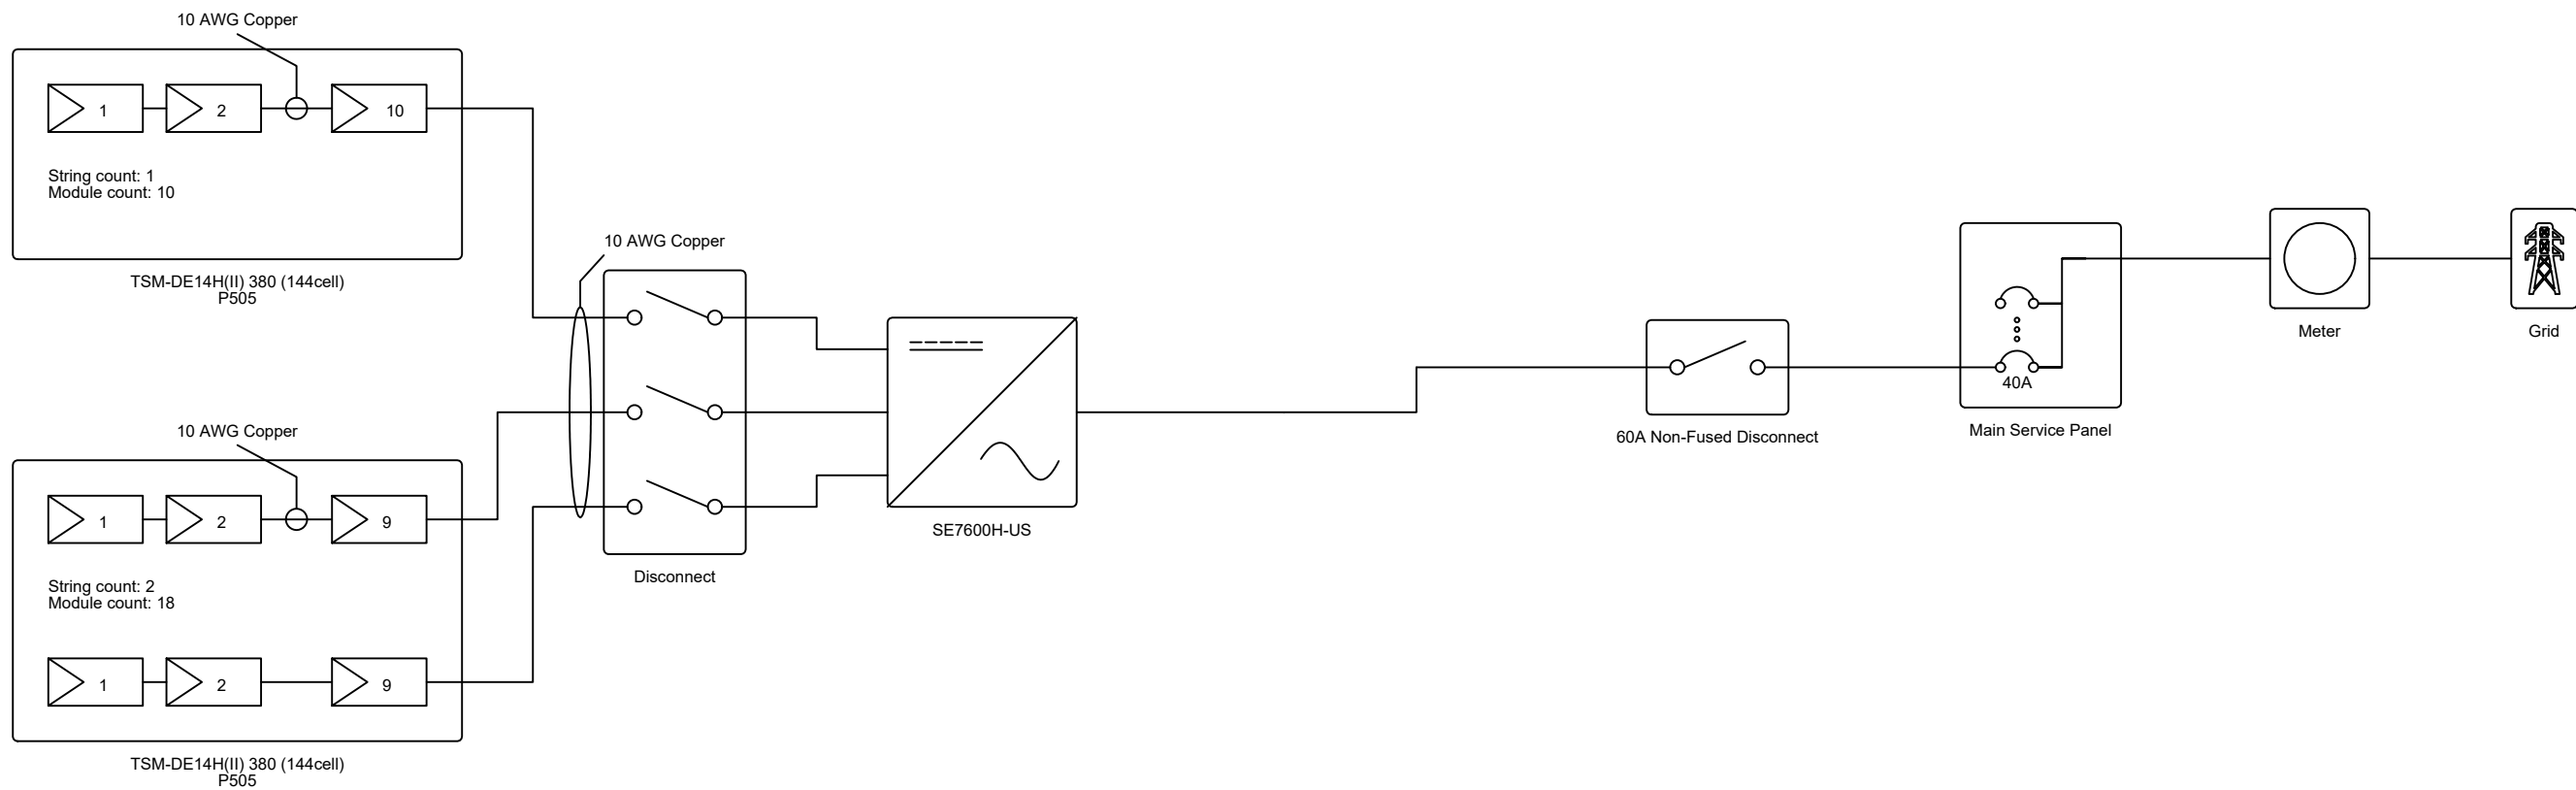 10 AWG Copper
1
2
10
String count: 1
Module count: 10
TSM-DE14H(II) 380 (144cell)
P505
10 AWG Copper
10 AWG Copper
1
2
9
String count: 2
Module count: 18
1
2
9
TSM-DE14H(II) 380 (144cell)
P505
Disconnect
SE7600H-US
60A Non-Fused Disconnect
40A
Main Service Panel
Meter
Grid